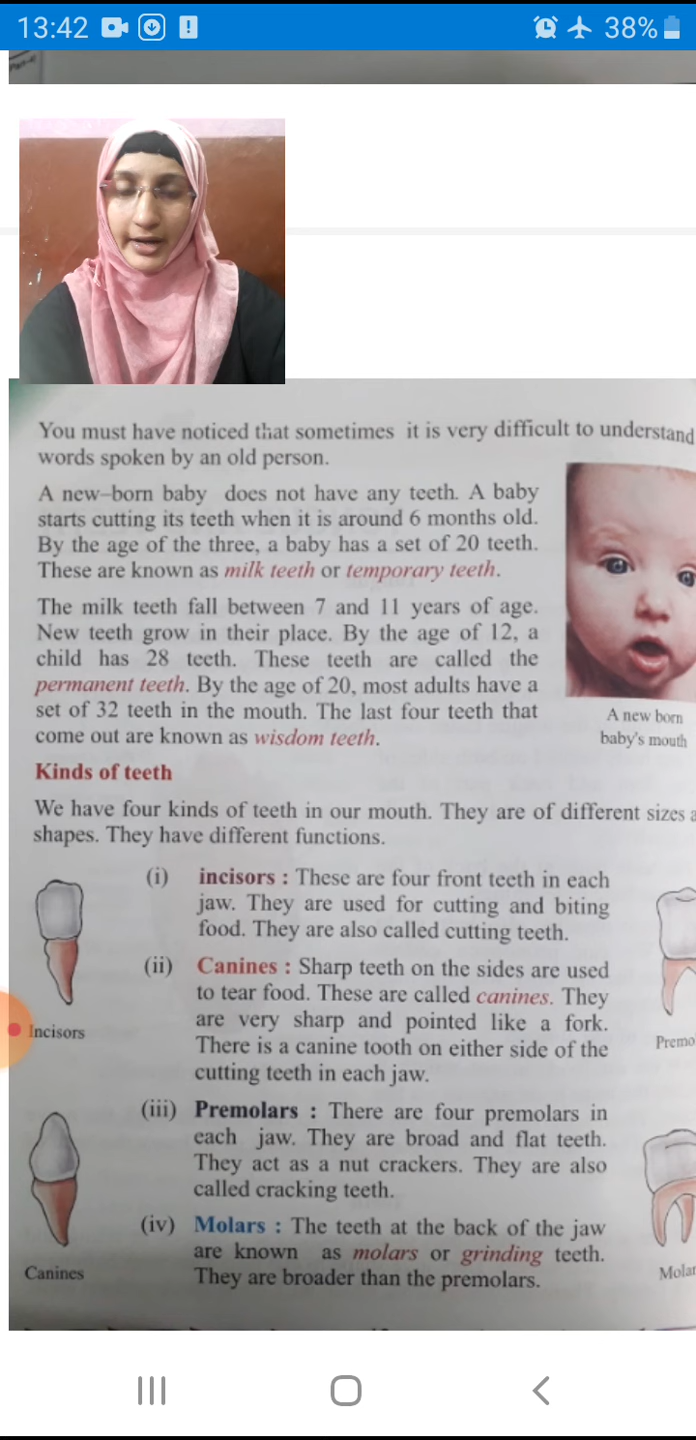 13:42
38%
You must have noticed that sometimes it is very difficult to understand
words spoken by an old person.
A new-born baby does not have any teeth. A baby
starts cutting its teeth when it is around 6 months old.
By the age of the three, a baby has a set of 20 teeth.
These are known as milk teeth or temporary teeth.
The milk teeth fall between 7 and 11 years of age.
New teeth grow in their place. By the age of 12, a
child has 28 teeth. These teeth are called the
permanent teeth. By the age of 20, most adults have a
set of 32 teeth in the mouth. The last four teeth that
come out are known as wisdom teeth.
A new born
baby's mouth
Kinds of teeth
We have four kinds of teeth in our mouth. They are of different sizes a
shapes. They have different functions.
(i) incisors : These are four front teeth in each
jaw. They are used for cutting and biting
food. They are also called cutting teeth.
(ii) Canines : Sharp teeth on the sides are used
to tear food. These are called canines. They
are very sharp and pointed like a fork.
There is a canine tooth on either side of the
cutting teeth in each jaw.
Incisors
Premo
(iii) Premolars : There are four premolars in
each jaw. They are broad and flat teeth.
They act as a nut crackers. They are also
called cracking teeth.
(iv) Molars : The teeth at the back of the jaw
are known as molars or grinding teeth.
They are broader than the premolars.
Canines
Molar